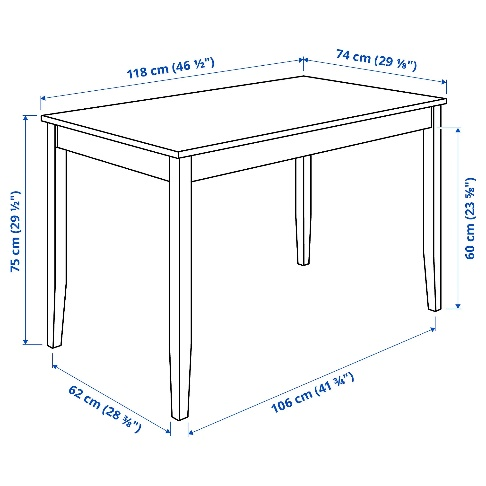 118 cm (46 ½")
74 cm (29 ⅛")
75 cm (29 ½")
60 cm (23 ⅝")
62 cm (28 ⅜")
106 cm (41 ¾")